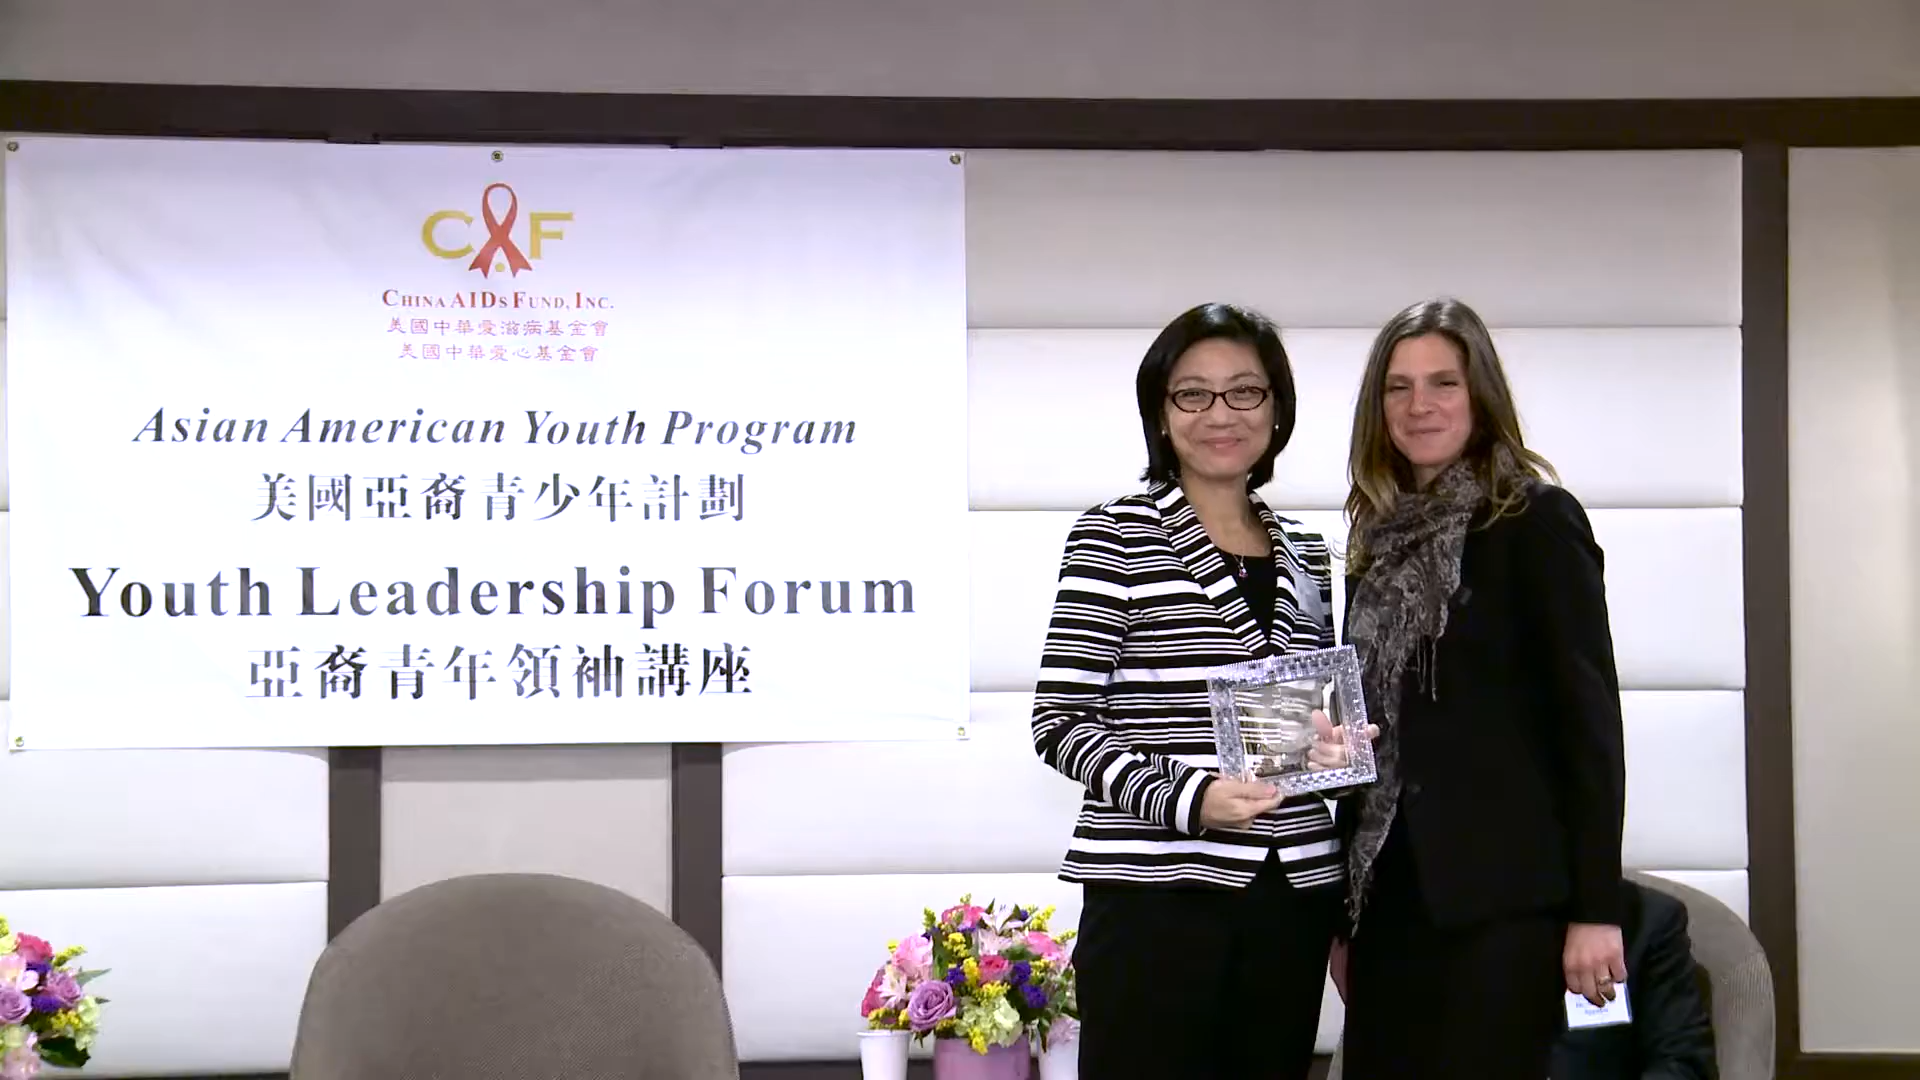 C.A.F
CHINA AIDS FUND, INC.
美國中華愛滋病基金會
美國中華愛心基金會
Asian American Youth Program
美國亞裔青少年計劃
Youth Leadership Forum
亞裔青年領袖講座